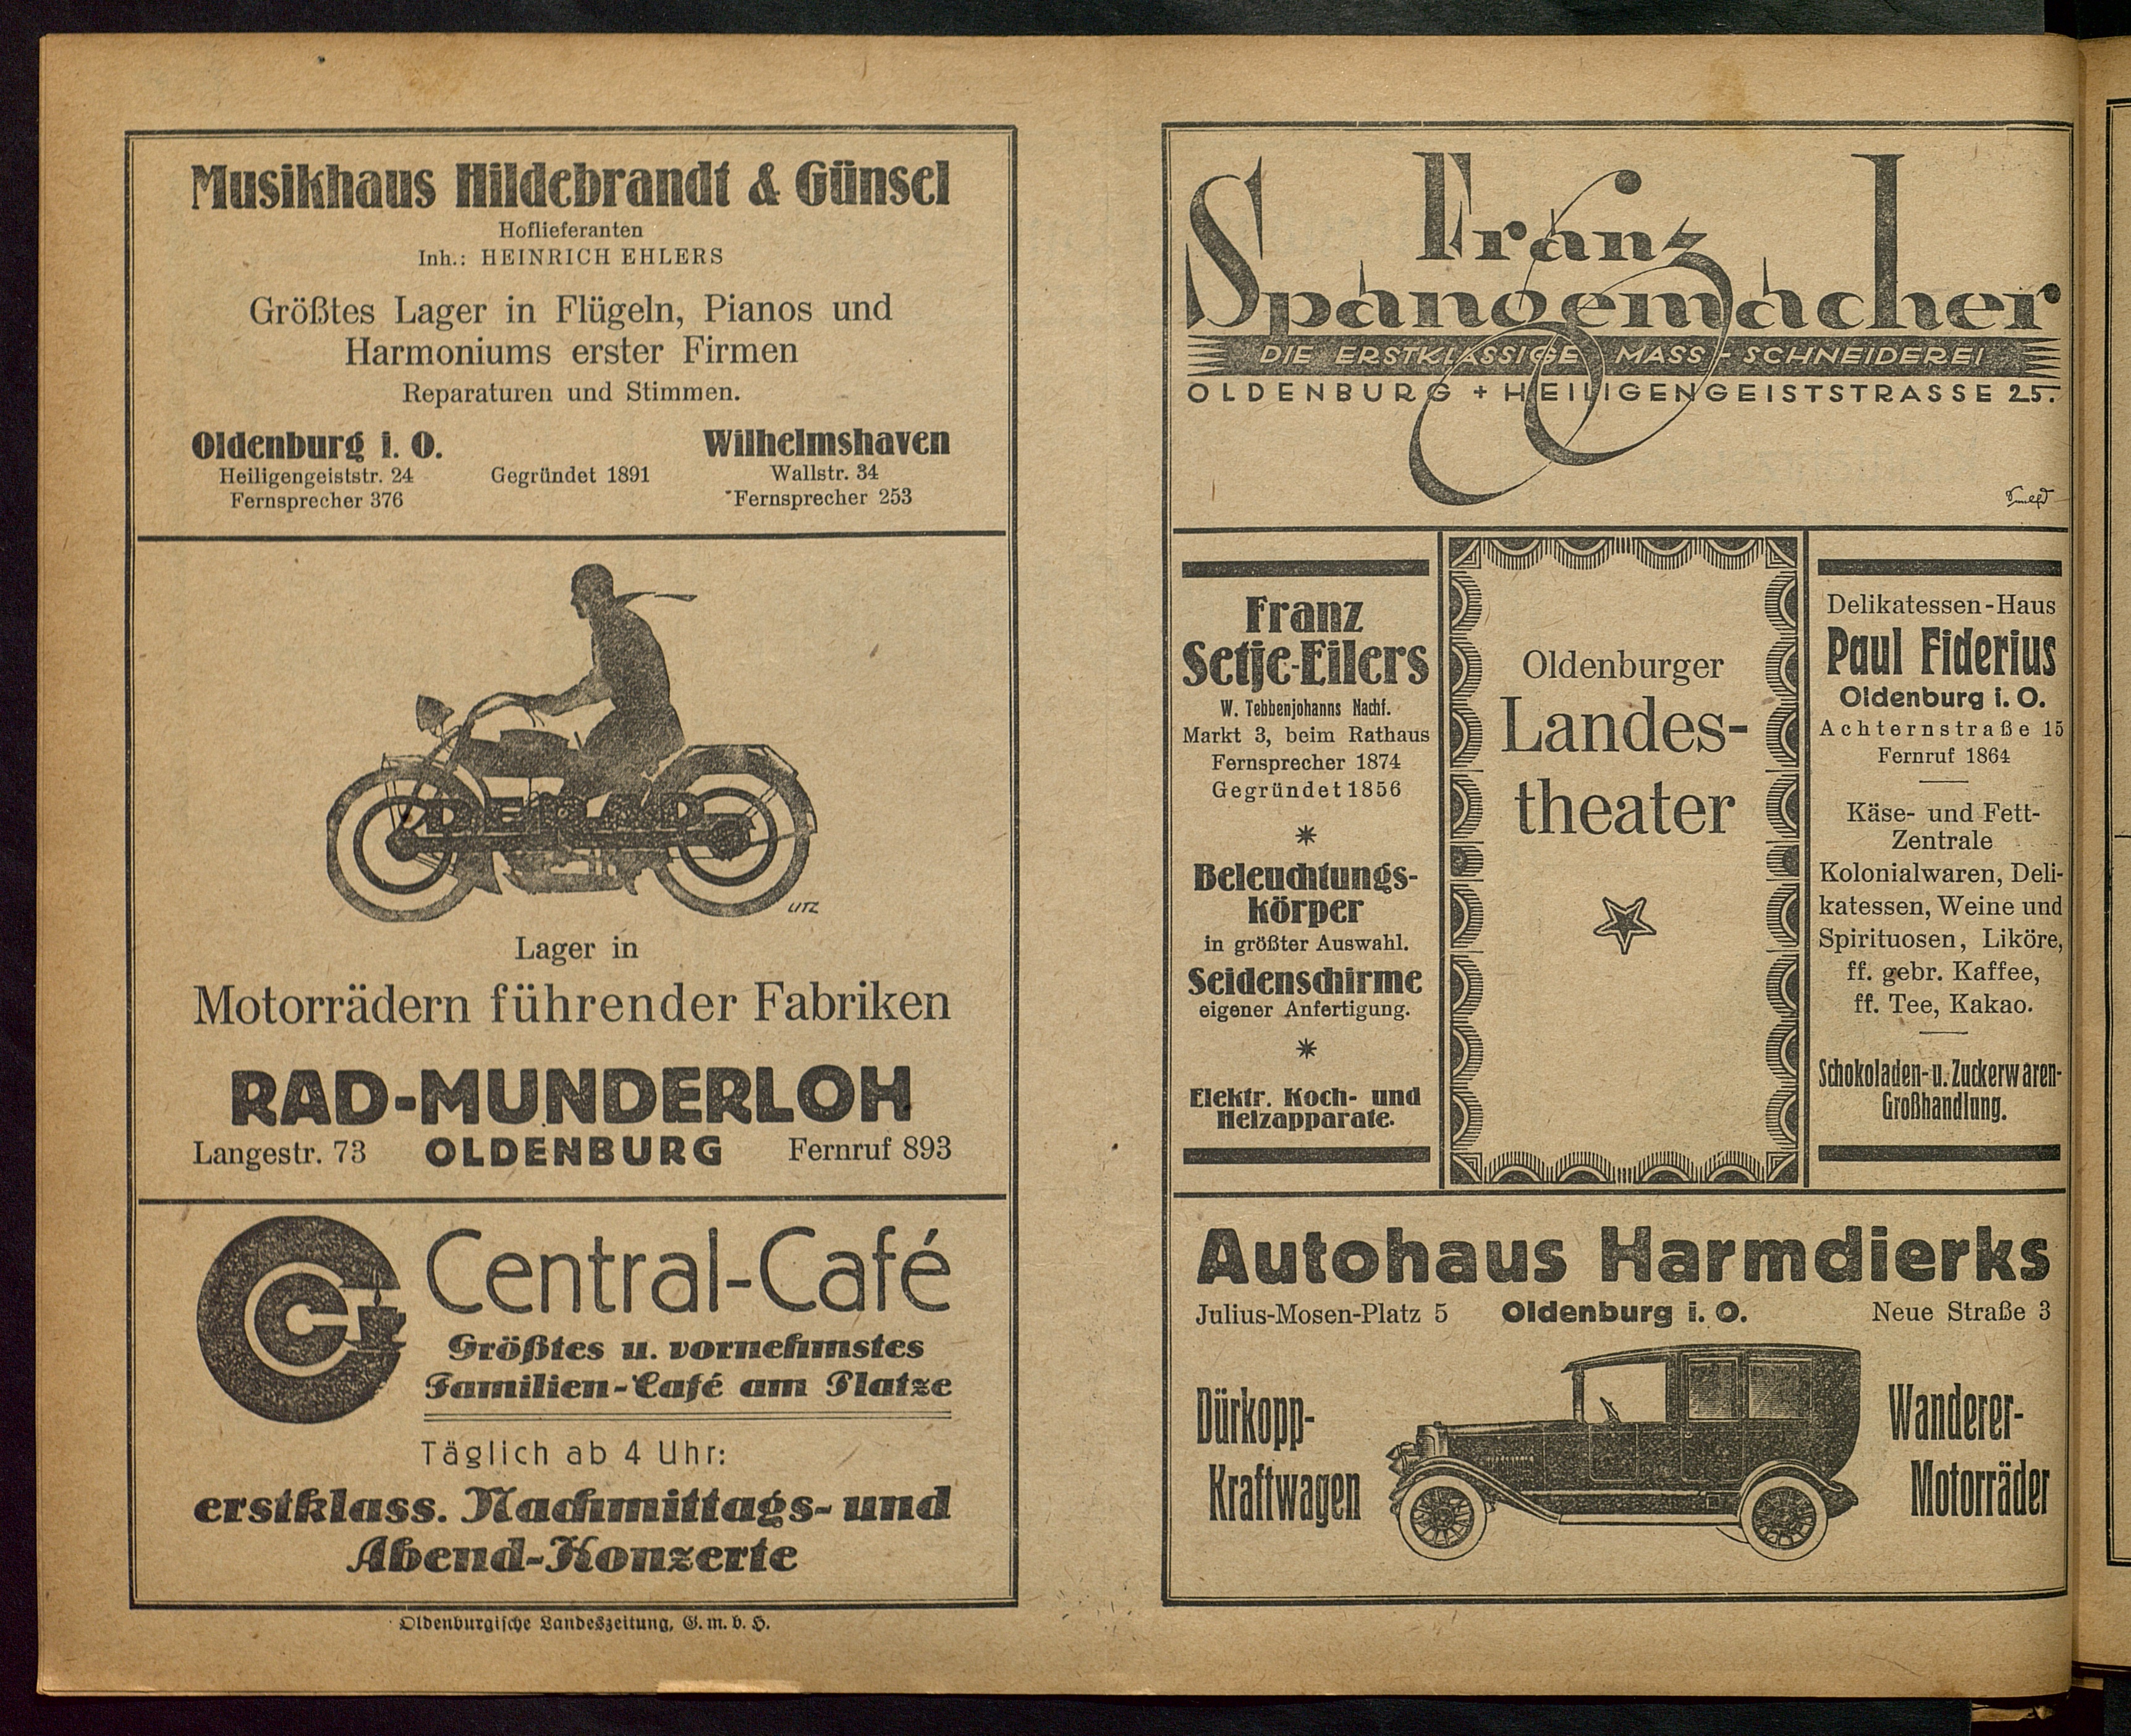 Musikhaus Hildebrandt & Günsel
Hoflieferanten
Inh.: HEINRICH EHLERS
Größtes Lager in Flügeln, Pianos und
Harmoniums erster Firmen
Reparaturen und Stimmen.
Oldenburg i. O.
Heiligengeiststr. 24
Fernsprecher 376
Gegründet 1891
Wilhelmshaven
Wallstr. 34
Fernsprecher 253
LITZ
Lager in
Motorrädern führender Fabriken
RAD-MUNDERLOH
Langestr. 73 OLDENBURG Fernruf 893
Central-Café
Größtes u. vornehmstes
Familien-Café am Platze
Täglich ab 4 Uhr:
erstklass. Nachmittags- und
Abend-Konzerte
Oldenburgische Landeszeitung, G. m. b. H.
Franz
Spangemacher
DIE ERSTKLASSIGE MASS-SCHNEIDEREI
OLDENBURG + HEILIGENGEISTSTRASSE 25.
Franz
Setje-Eilers
W. Tebbenjohanns Nachf.
Markt 3, beim Rathaus
Fernsprecher 1874
Gegründet 1856
Beleuchtungs-
körper
in größter Auswahl.
Seidenschirme
eigener Anfertigung.
Elektr. Koch- und
Heizapparate.
Oldenburger
Landes-
theater
Delikatessen-Haus
Paul Fiderius
Oldenburg i. O.
Achternstraße 15
Fernruf 1864
Käse- und Fett-
Zentrale
Kolonialwaren, Deli-
katessen, Weine und
Spirituosen, Liköre,
ff. gebr. Kaffee,
ff. Tee, Kakao.
Schokoladen- u. Zuckerwaren-
Großhandlung.
Autohaus Harmdierks
Julius-Mosen-Platz 5 Oldenburg i. O. Neue Straße 3
Dürkopp-
Kraftwagen
Wanderer-
Motorräder